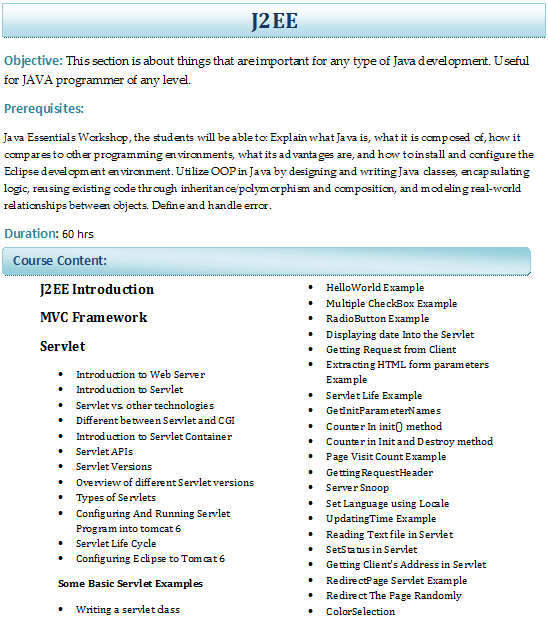 J2EE
Objective: This section is about things that are important for any type of Java development. Useful
for JAVA programmer of any level.
Prerequisites:
Java Essentials Workshop, the students will be able to: Explain what Java is, what it is composed of, how it
compares to other programming environments, what its advantages are, and how to install and configure the
Eclipse development environment. Utilize OOP in Java by designing and writing Java classes, encapsulating
logic, reusing existing code through inheritance/polymorphism and composition, and modeling real-world
relationships between objects. Define and handle error.
Duration: 60 hrs
Course Content:
J2EE Introduction
MVC Framework
Servlet
• Introduction to Web Server
• Introduction to Servlet
• Servlet vs. other technologies
• Different between Servlet and CGI
• Introduction to Servlet Container
• Servlet APIs
• Servlet Versions
• Overview of different Servlet versions
• Types of Servlets
• Configuring And Running Servlet
Program into tomcat 6
• Servlet Life Cycle
• Configuring Eclipse to Tomcat 6
Some Basic Servlet Examples
• Writing a servlet class
• HelloWorld Example
• Multiple CheckBox Example
• RadioButton Example
• Displaying date Into the Servlet
• Getting Request from Client
• Extracting HTML form parameters
Example
• Servlet Life Example
• GetInitParameterNames
• Counter In init() method
• Counter in Init and Destroy method
• Page Visit Count Example
• GettingRequestHeader
• Server Snoop
• Set Language using Locale
• UpdatingTime Example
• Reading Text file in Servlet
• SetStatus in Servlet
• Getting Client's Address in Servlet
• RedirectPage Servlet Example
• Redirect The Page Randomly
• ColorSelection